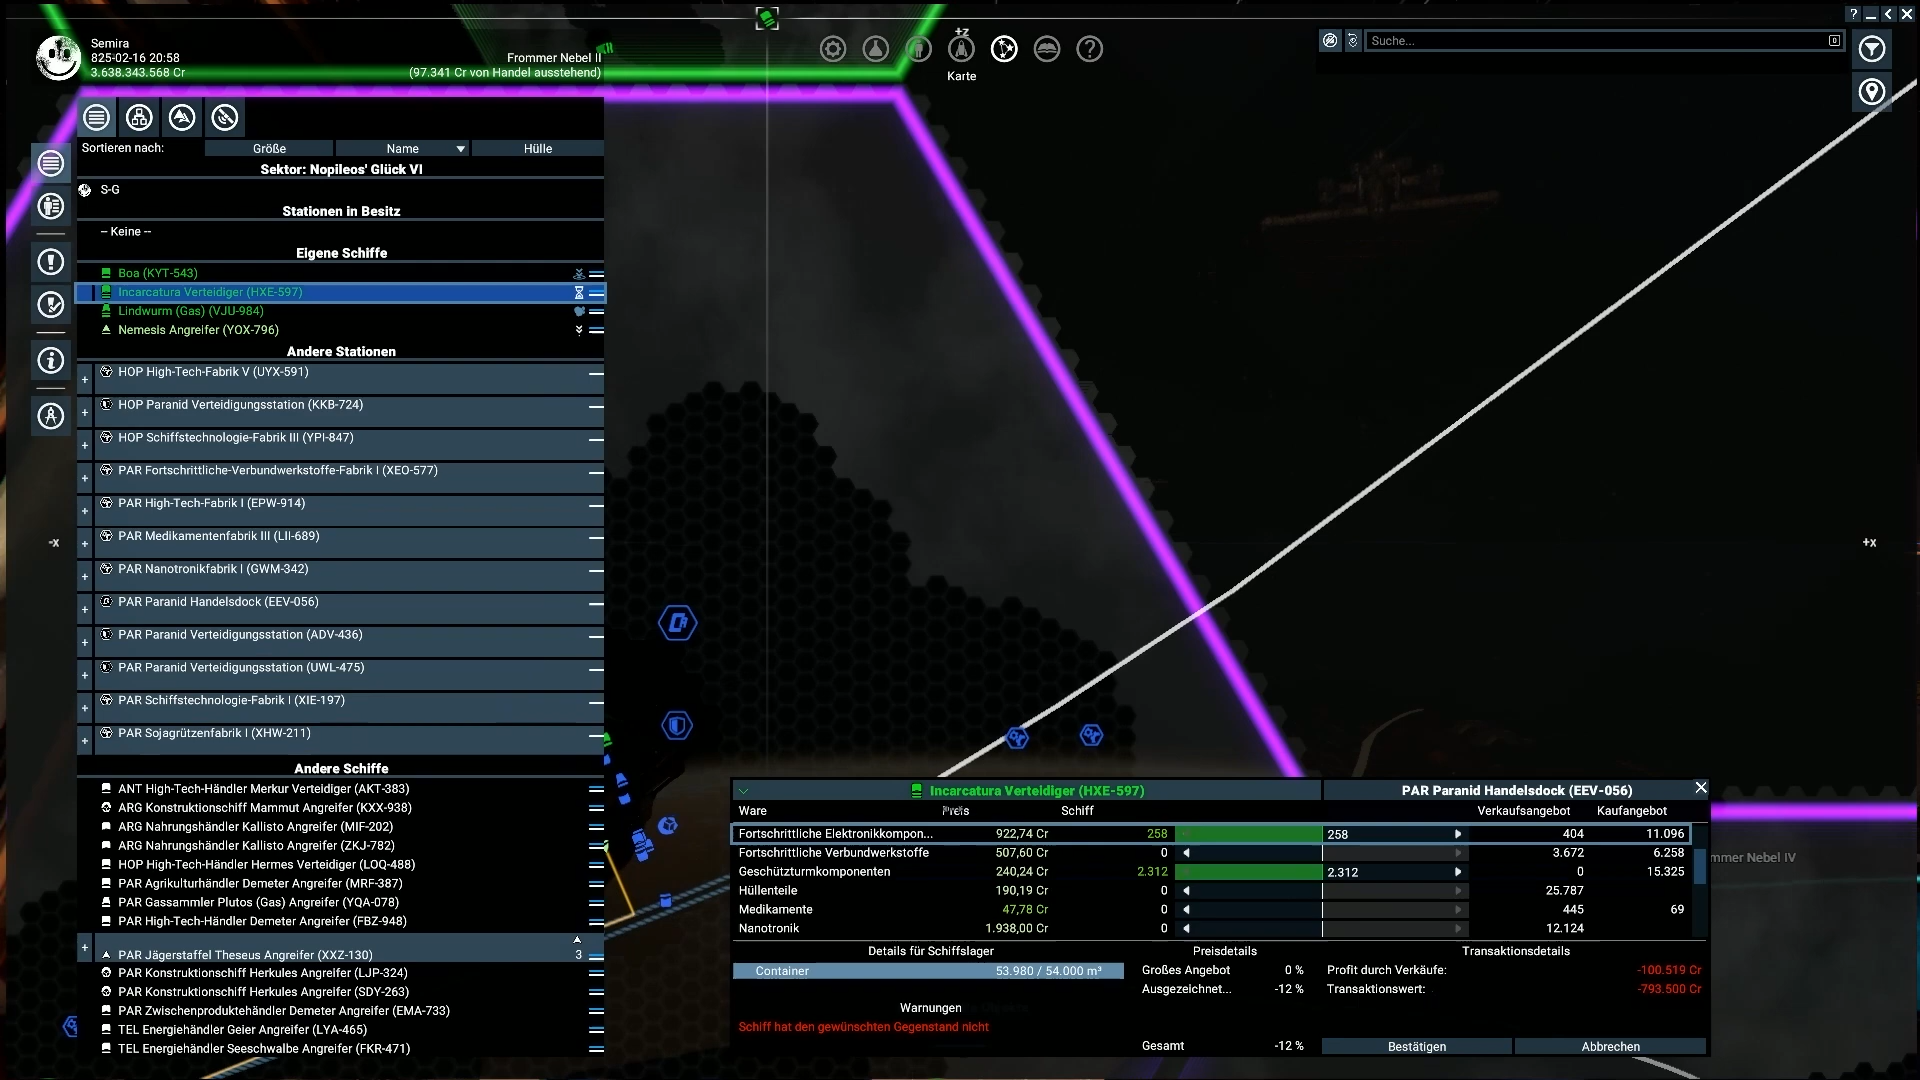 Semira
825-02-16 20:58
3.638.343.568 Cr
Frommer Nebel II
(97.341 Cr von Handel ausstehend)
+Z
Karte
Suche...
Sortieren nach:
Größe
Name
Hülle
Sektor: Nopileos' Glück VI
S-G
Stationen in Besitz
-- Keine --
Eigene Schiffe
Boa (KYT-543)
Incarcatura Verteidiger (HXE-597)
Lindwurm (Gas) (VJU-984)
Nemesis Angreifer (YOX-796)
Andere Stationen
+ HOP High-Tech-Fabrik V (UYX-591)
+ HOP Paranid Verteidigungsstation (KKB-724)
+ HOP Schiffstechnologie-Fabrik III (YPI-847)
+ PAR Fortschrittliche-Verbundwerkstoffe-Fabrik I (XEO-577)
+ PAR High-Tech-Fabrik I (EPW-914)
+ PAR Medikamentenfabrik III (LII-689)
+ PAR Nanotronikfabrik I (GWM-342)
+ PAR Paranid Handelsdock (EEV-056)
+ PAR Paranid Verteidigungsstation (ADV-436)
+ PAR Paranid Verteidigungsstation (UWL-475)
+ PAR Schiffstechnologie-Fabrik I (XIE-197)
+ PAR Sojagrützenfabrik I (XHW-211)
Andere Schiffe
ANT High-Tech-Händler Merkur Verteidiger (AKT-383)
ARG Konstruktionschiff Mammut Angreifer (KXX-938)
ARG Nahrungshändler Kallisto Angreifer (MIF-202)
ARG Nahrungshändler Kallisto Angreifer (ZKJ-782)
HOP High-Tech-Händler Hermes Verteidiger (LOQ-488)
PAR Agrikulturhändler Demeter Angreifer (MRF-387)
PAR Gassammler Plutos (Gas) Angreifer (YQA-078)
PAR High-Tech-Händler Demeter Angreifer (FBZ-948)
+ PAR Jägerstaffel Theseus Angreifer (XXZ-130) 3
PAR Konstruktionschiff Herkules Angreifer (LJP-324)
PAR Konstruktionschiff Herkules Angreifer (SDY-263)
PAR Zwischenproduktehändler Demeter Angreifer (EMA-733)
TEL Energiehändler Geier Angreifer (LYA-465)
TEL Energiehändler Seeschwalbe Angreifer (FKR-471)
-X
+X
mmer Nebel IV
Incarcatura Verteidiger (HXE-597) PAR Paranid Handelsdock (EEV-056)
Ware Preis Schiff Verkaufsangebot Kaufangebot
Fortschrittliche Elektronikkompon... 922,74 Cr 258 258 404 11.096
Fortschrittliche Verbundwerkstoffe 507,60 Cr 0 3.672 6.258
Geschützturmkomponenten 240,24 Cr 2.312 2.312 0 15.325
Hüllenteile 190,19 Cr 0 25.787
Medikamente 47,78 Cr 0 445 69
Nanotronik 1.938,00 Cr 0 12.124
Details für Schiffslager
Container 53.980 / 54.000 m³
Warnungen
Schiff hat den gewünschten Gegenstand nicht
Preisdetails
Großes Angebot 0 %
Ausgezeichnet... -12 %
Gesamt -12 %
Transaktionsdetails
Profit durch Verkäufe: -100.519 Cr
Transaktionswert: -793.500 Cr
Bestätigen
Abbrechen